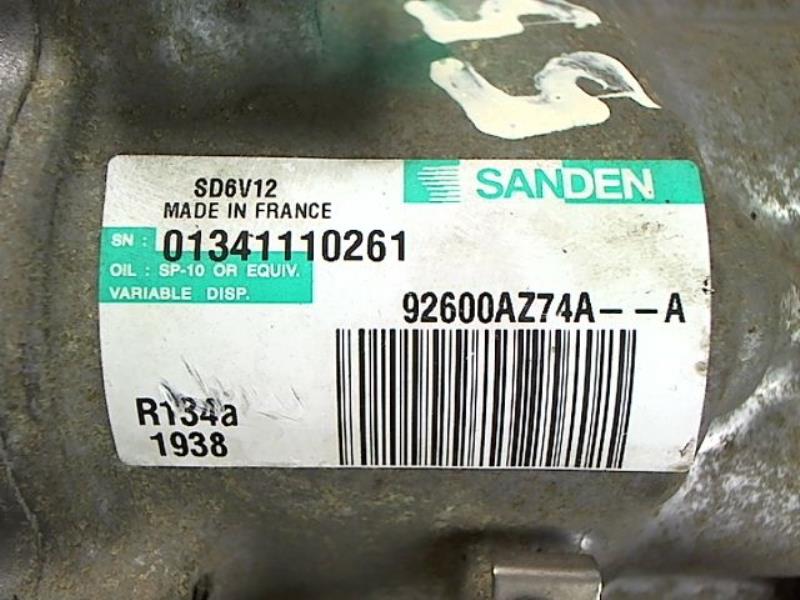 SD6V12
SANDEN
MADE IN FRANCE
SN : 01341110261
OIL : SP-10 OR EQUIV.
VARIABLE DISP.
92600AZ74A--A
R134a
1938